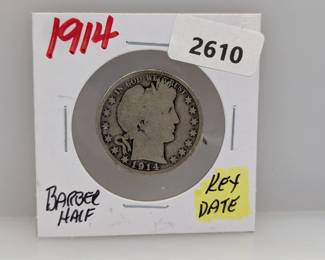 1914
2610
IN GOD WE TRUST
1914
BARBER
HALF
KEY
DATE